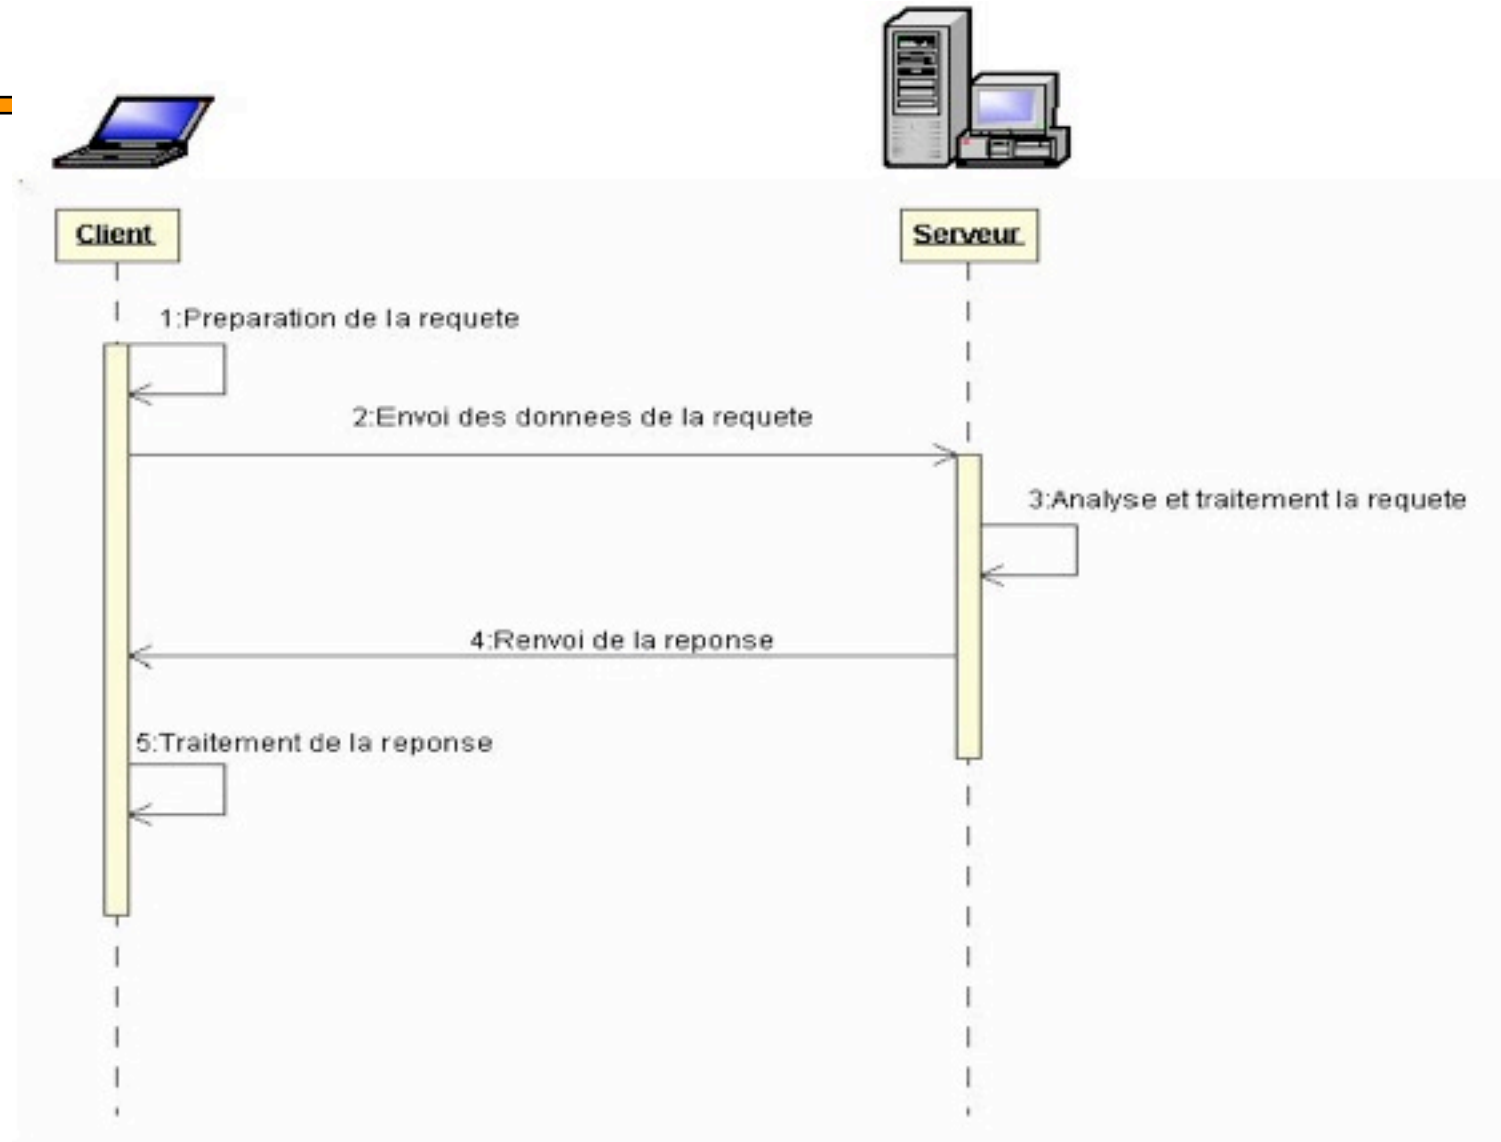 Client
Serveur
1:Preparation de la requete
2:Envoi des donnees de la requete
3:Analyse et traitement la requete
4:Renvoi de la reponse
5:Traitement de la reponse